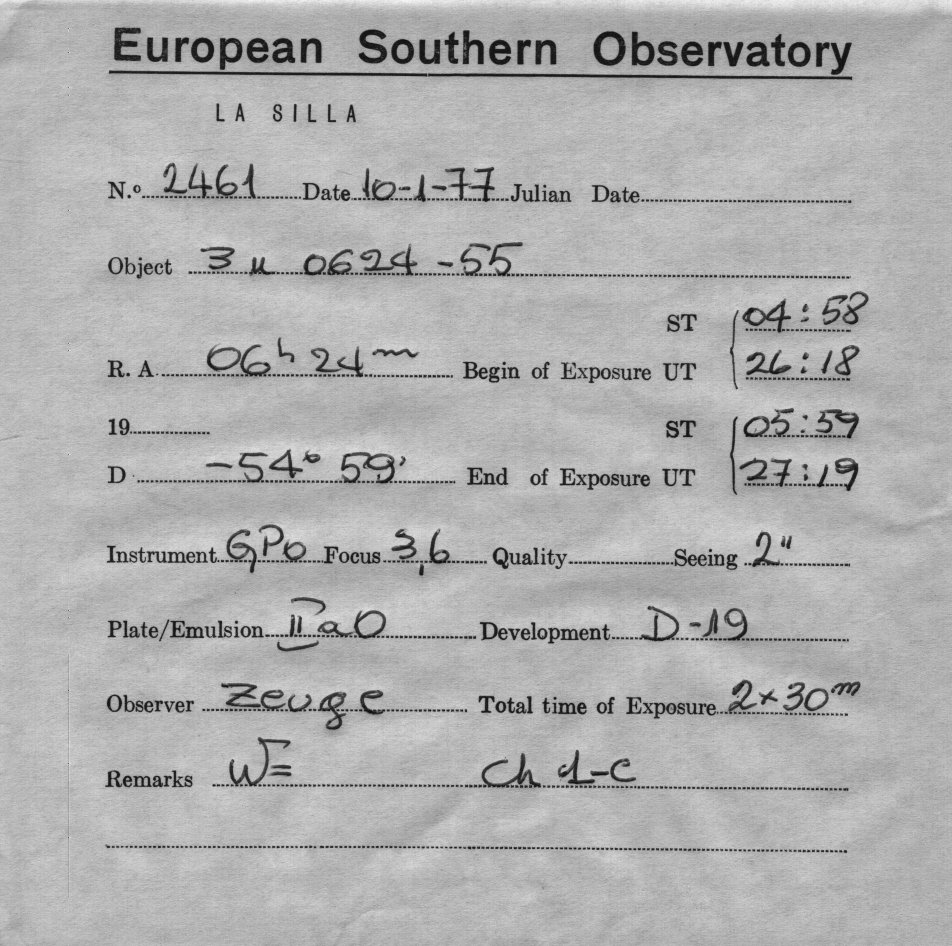 European Southern Observatory
LA SILLA
N.º 2461 Date 10-1-77 Julian Date
Object 3 u 0624 -55
ST 04:58
R. A. 06h 24m Begin of Exposure UT 26:18
19 ST 05:59
D -54° 59' End of Exposure UT 27:19
Instrument GPO Focus 3,6 Quality Seeing 2"
Plate/Emulsion IIaO Development D-19
Observer Zeuge Total time of Exposure 2x30m
Remarks Ch 1-C